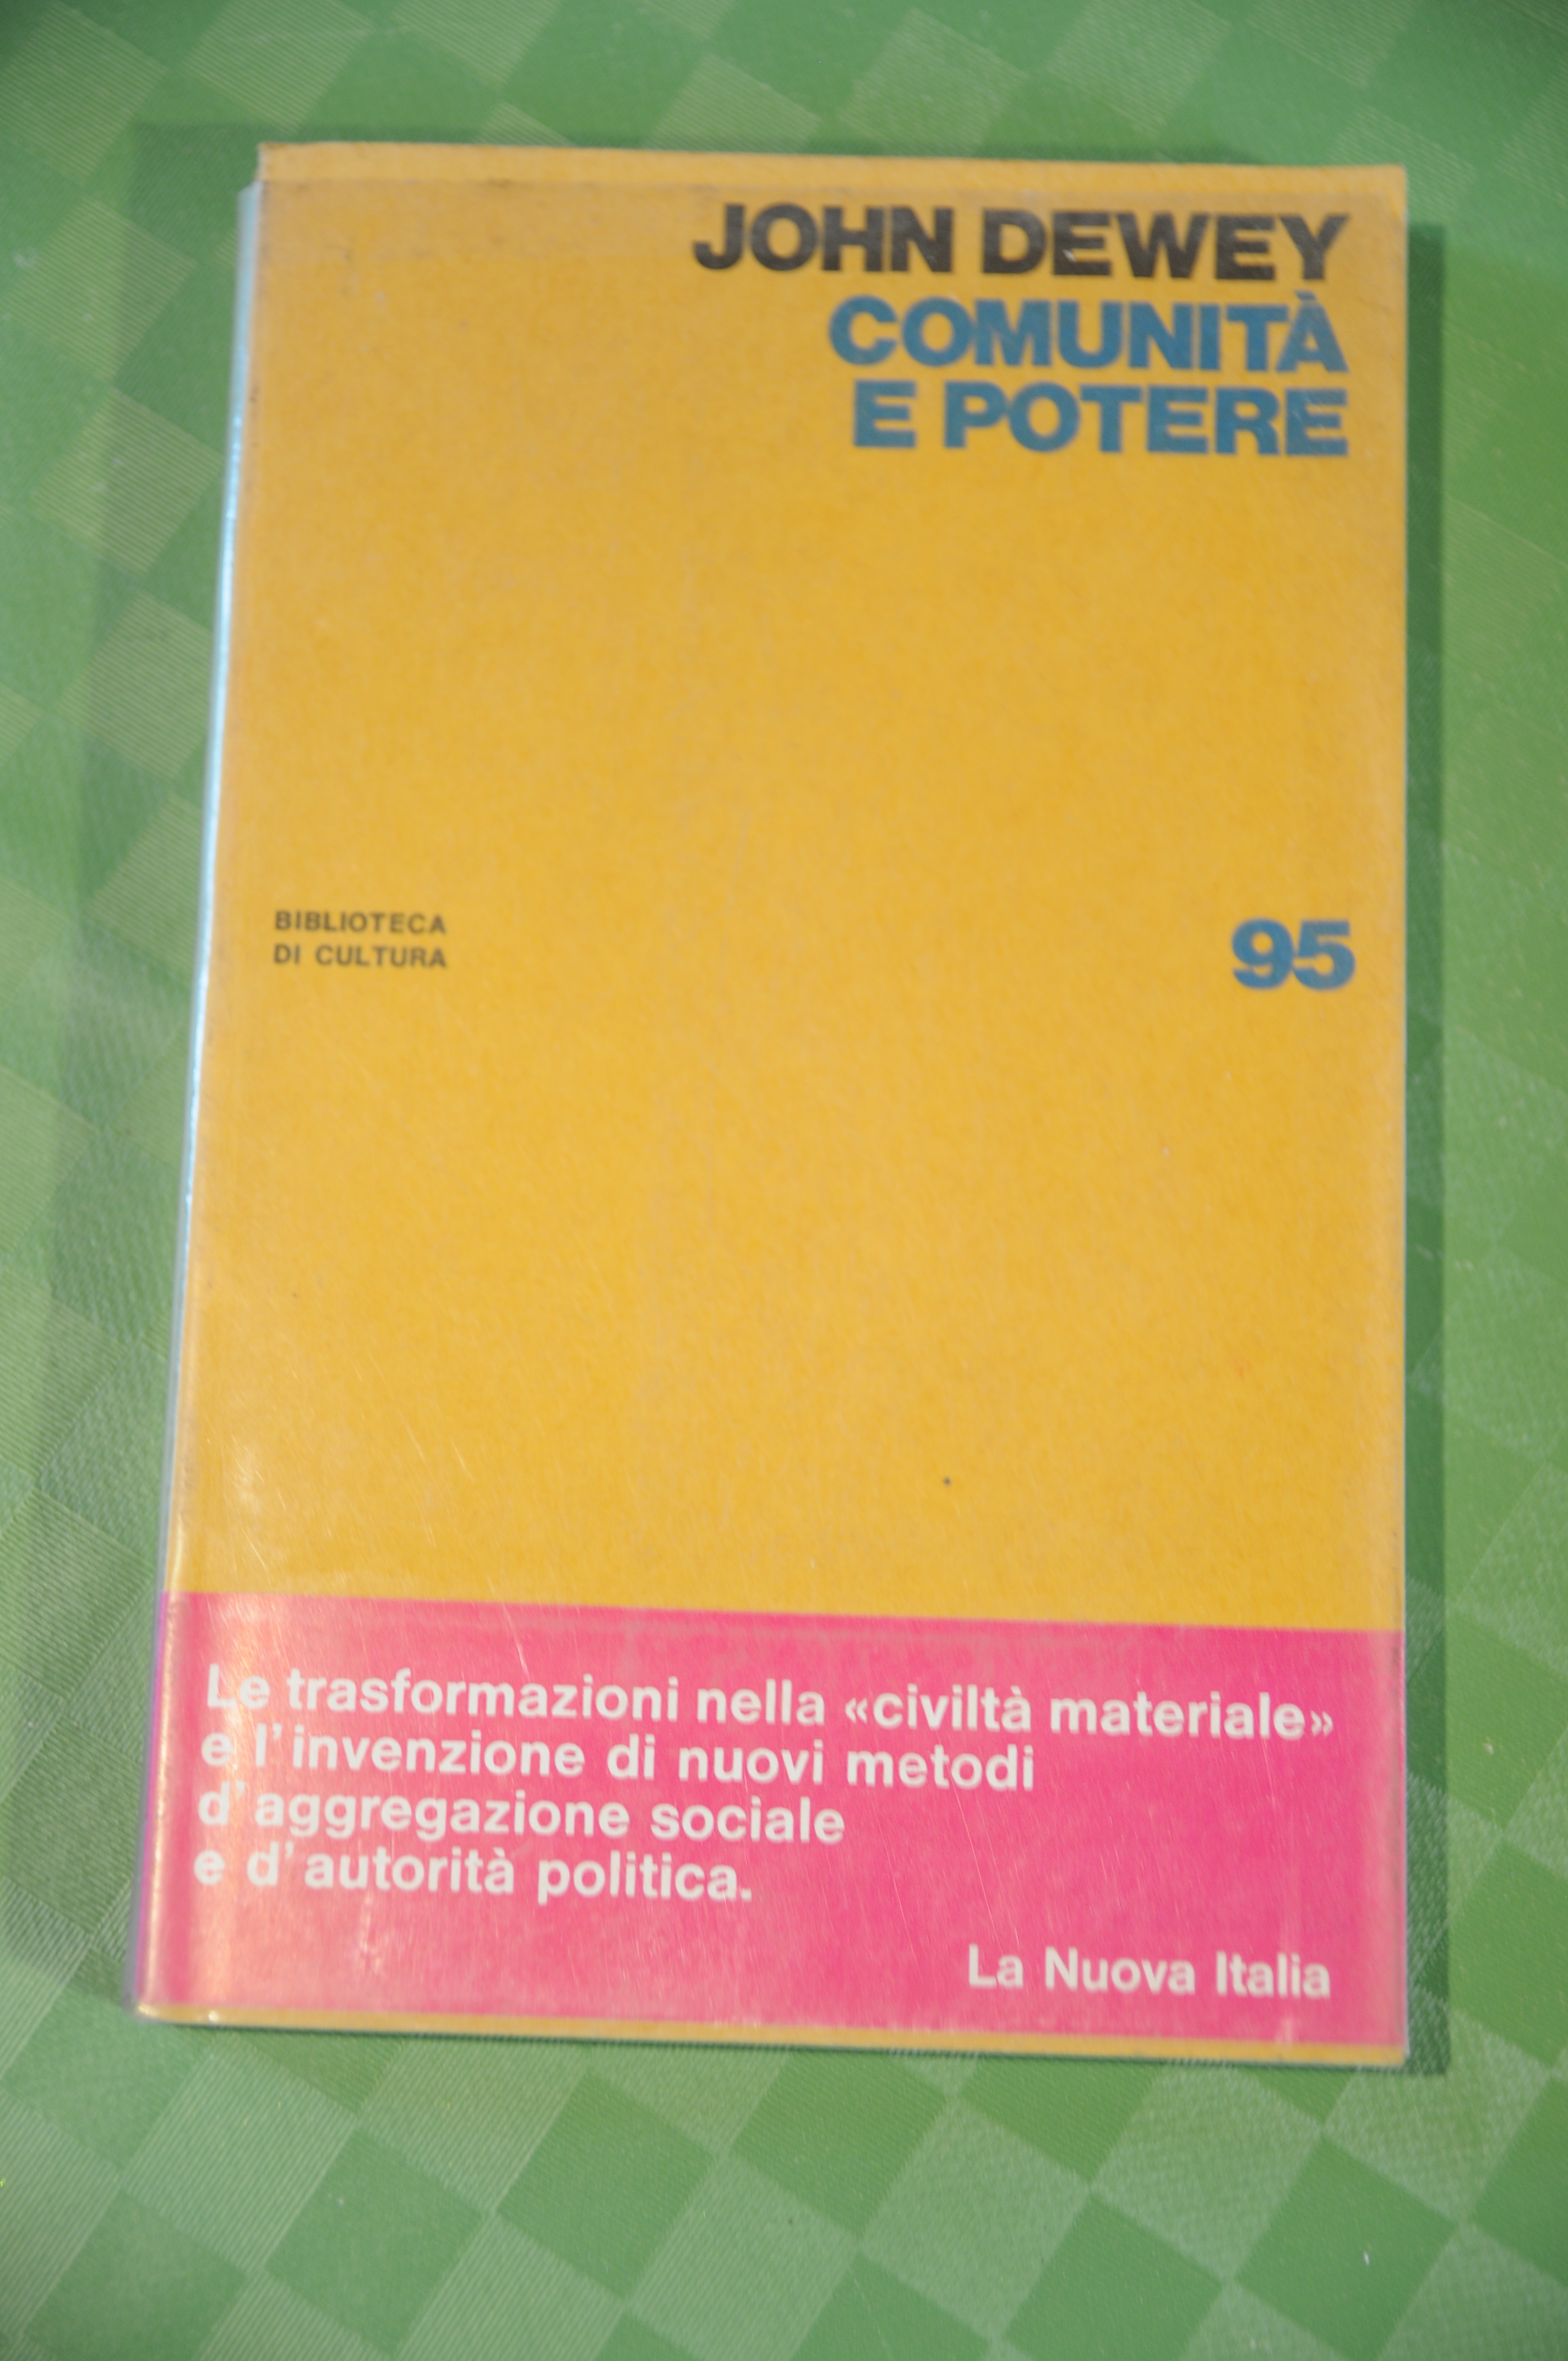 JOHN DEWEY
COMUNITÀ
E POTERE
BIBLIOTECA
DI CULTURA
95
Le trasformazioni nella «civiltà materiale»
e l'invenzione di nuovi metodi
d'aggregazione sociale
e d'autorità politica.
La Nuova Italia